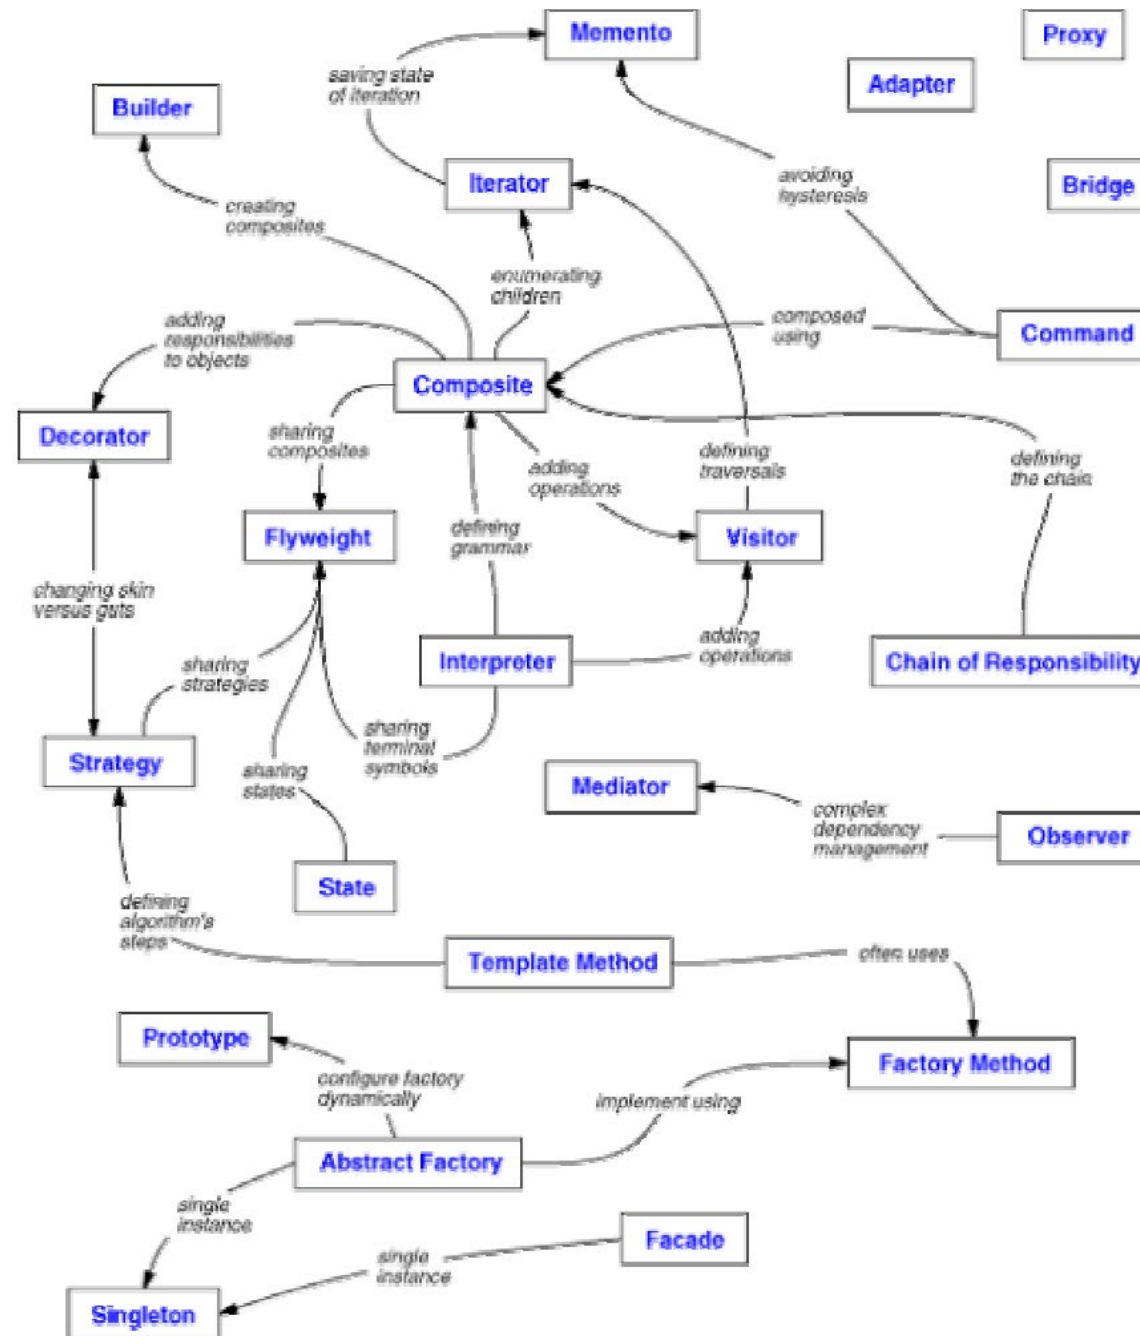 Memento
Proxy
saving state
of iteration
Adapter
Builder
Iterator
avoiding
hysteresis
Bridge
creating
composites
enumerating
children
adding
responsibilities
to objects
composed
using
Command
Composite
Decorator
sharing
composites
adding
operations
defining
traversals
defining
the chain
Flyweight
defining
grammar
Visitor
changing skin
versus guts
sharing
strategies
Interpreter
adding
operations
Chain of Responsibility
Strategy
sharing
states
sharing
terminal
symbols
Mediator
complex
dependency
management
Observer
State
defining
algorithm's
steps
Template Method
often uses
Prototype
configure factory
dynamically
implement using
Factory Method
Abstract Factory
single
instance
Facade
single
instance
Singleton